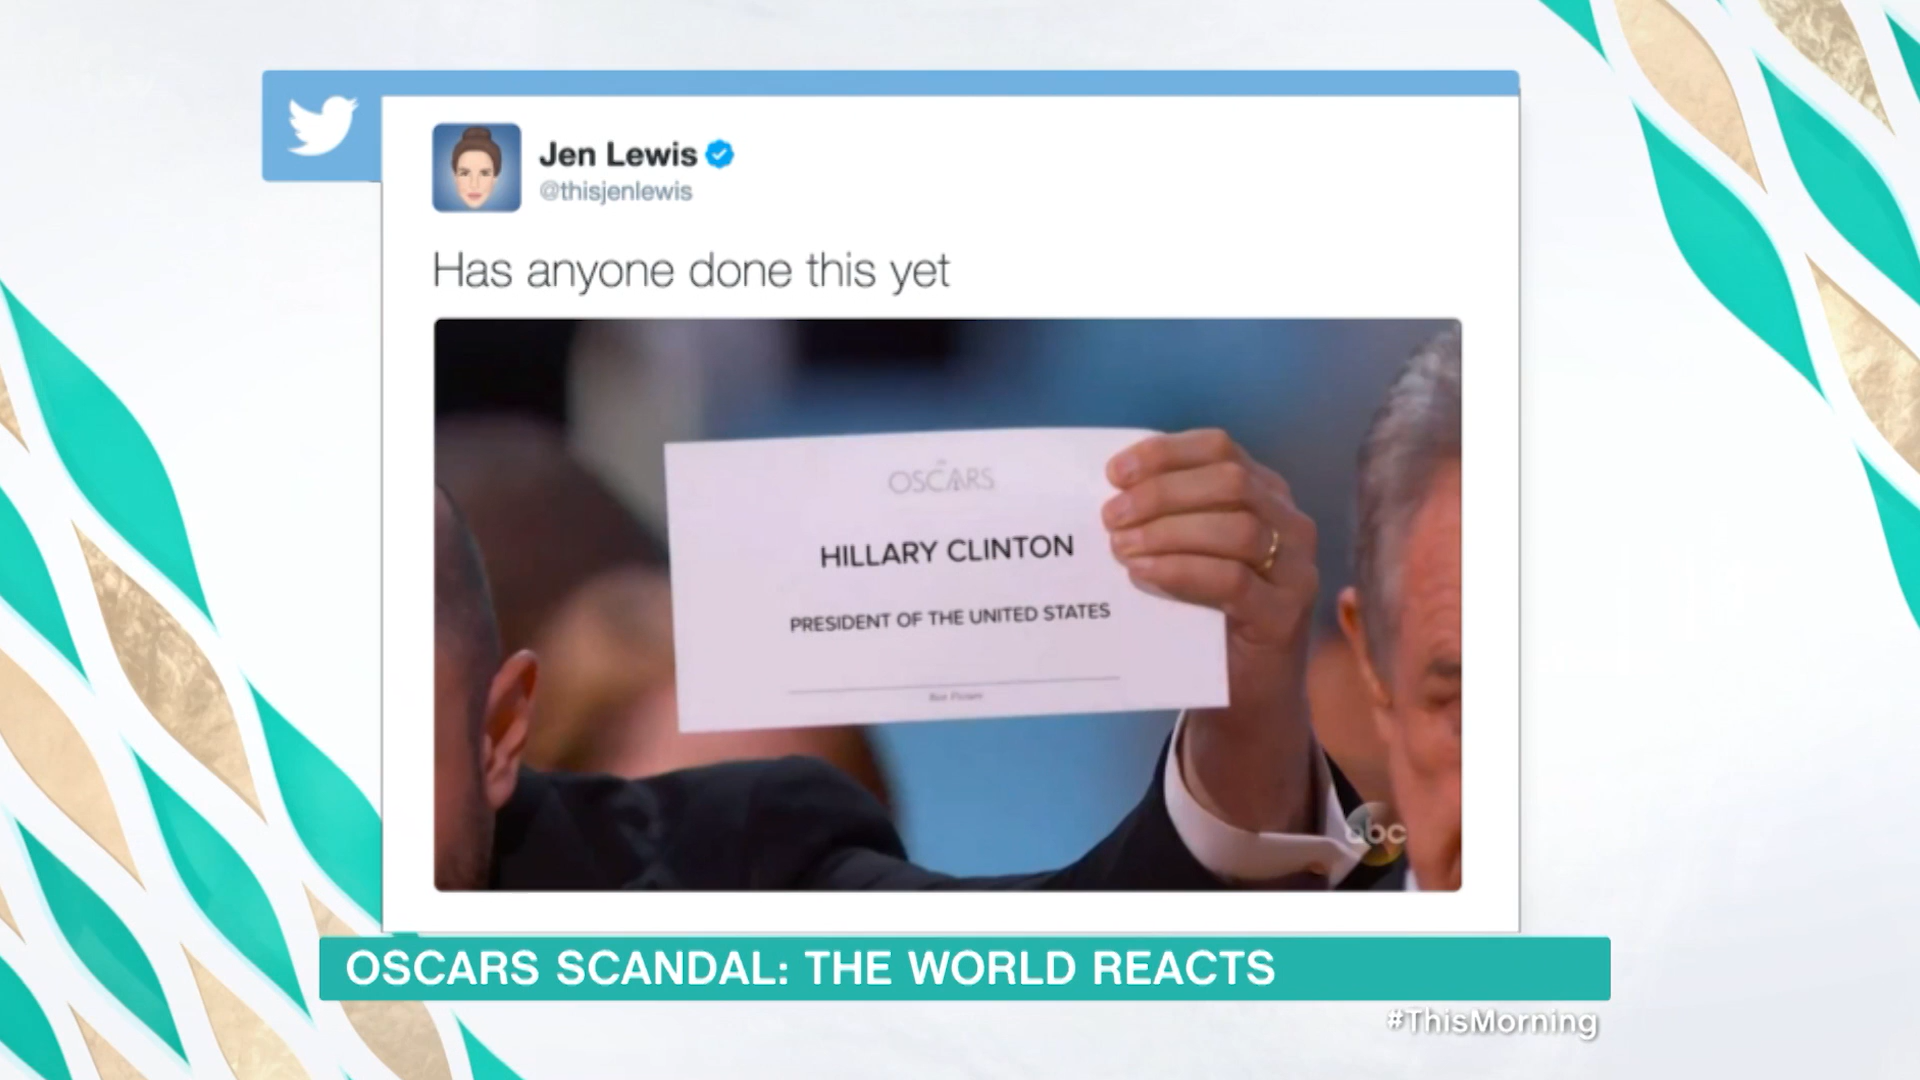 Jen Lewis
@thisjenlewis
Has anyone done this yet
OSCARS
HILLARY CLINTON
PRESIDENT OF THE UNITED STATES
abc
OSCARS SCANDAL: THE WORLD REACTS
#ThisMorning